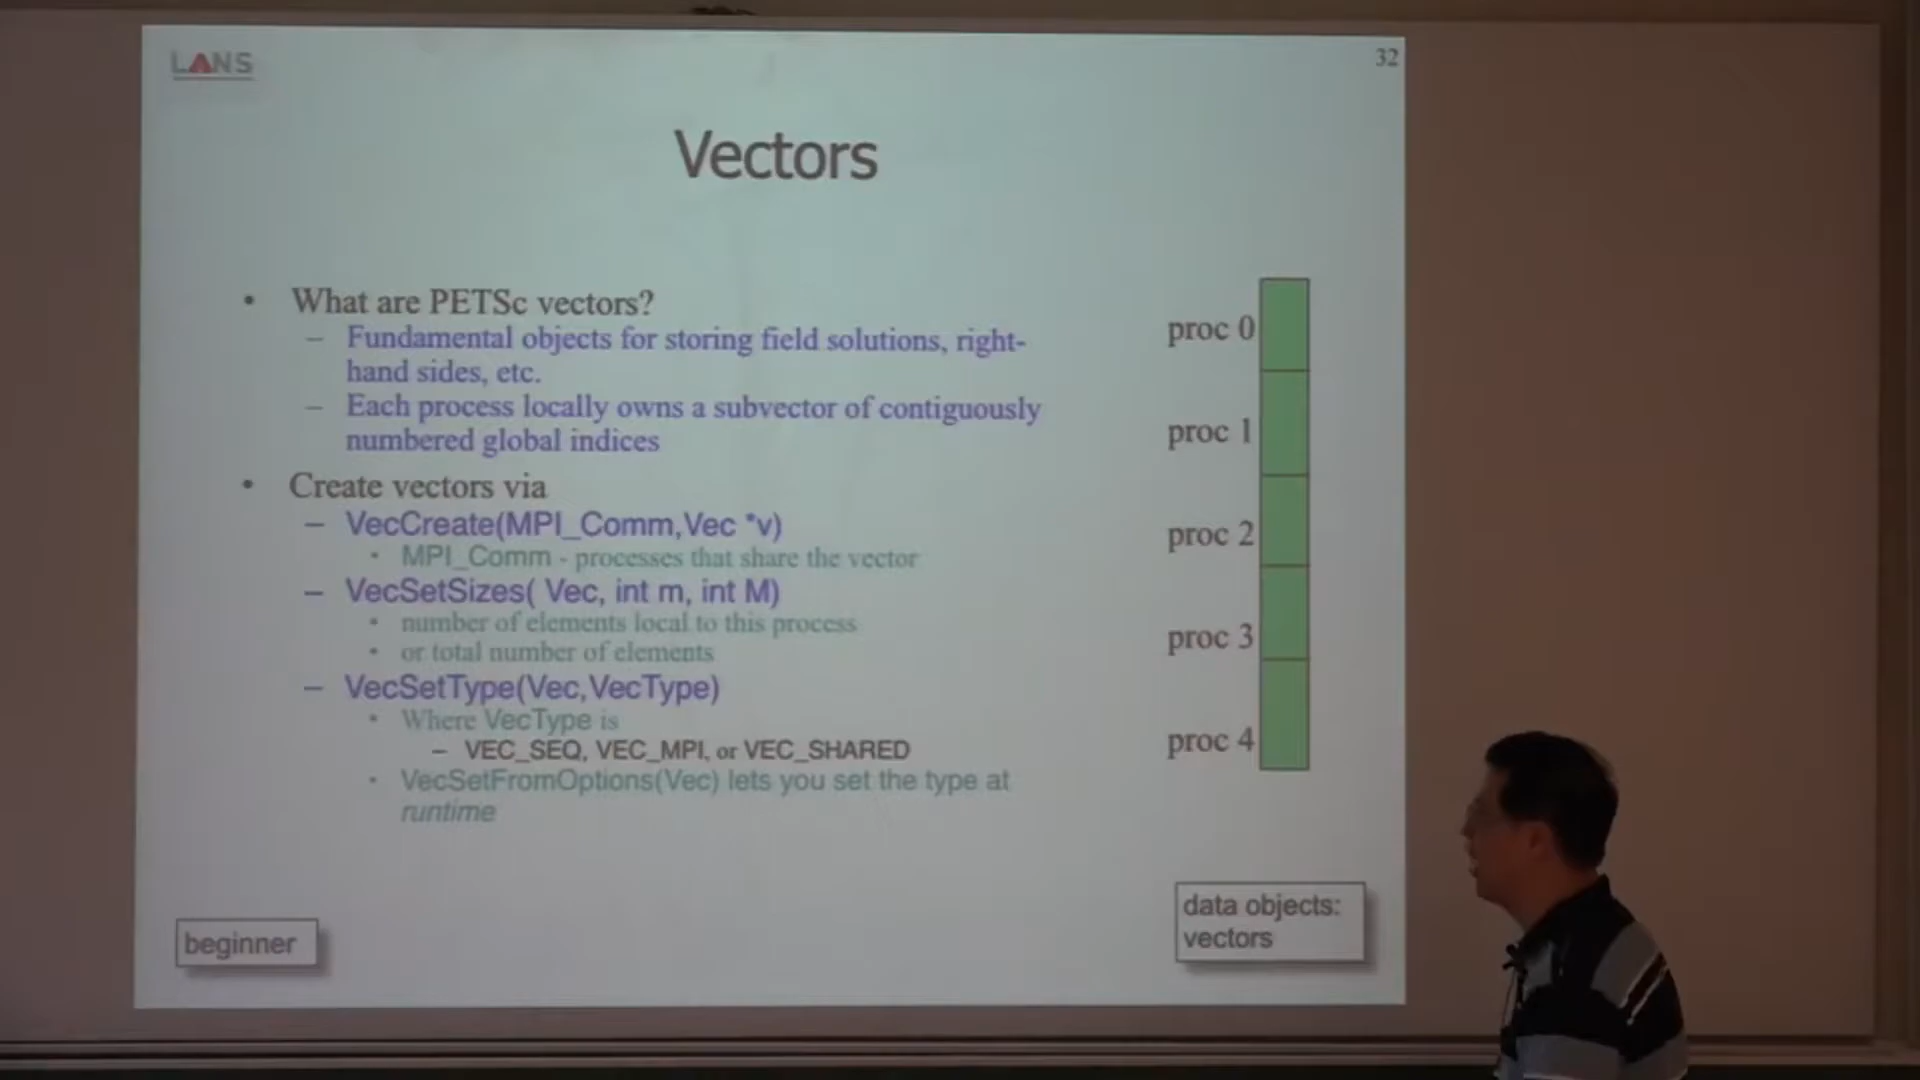 LANS
32
Vectors
• What are PETSc vectors?
– Fundamental objects for storing field solutions, right-
hand sides, etc.
– Each process locally owns a subvector of contiguously
numbered global indices
• Create vectors via
– VecCreate(MPI_Comm,Vec *v)
• MPI_Comm - processes that share the vector
– VecSetSizes( Vec, int m, int M)
• number of elements local to this process
• or total number of elements
– VecSetType(Vec,VecType)
• Where VecType is
– VEC_SEQ, VEC_MPI, or VEC_SHARED
• VecSetFromOptions(Vec) lets you set the type at
runtime
proc 0
proc 1
proc 2
proc 3
proc 4
beginner
data objects:
vectors